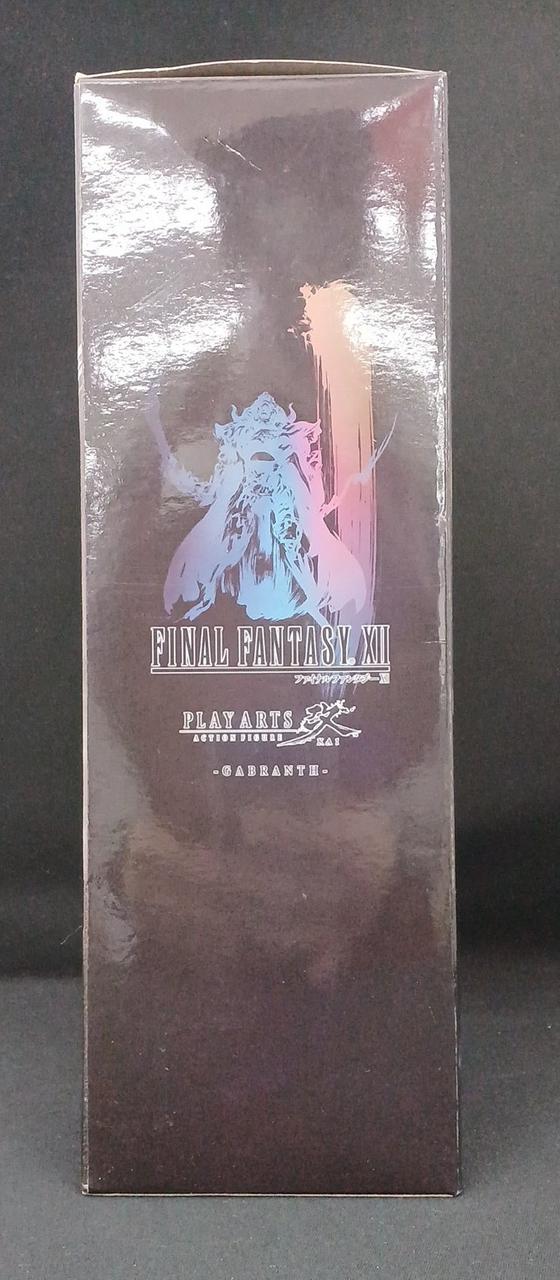 FINAL FANTASY. XII
ファイナルファンタジーXII
PLAY ARTS 改
ACTION FIGURE KAI
-GABRANTH-